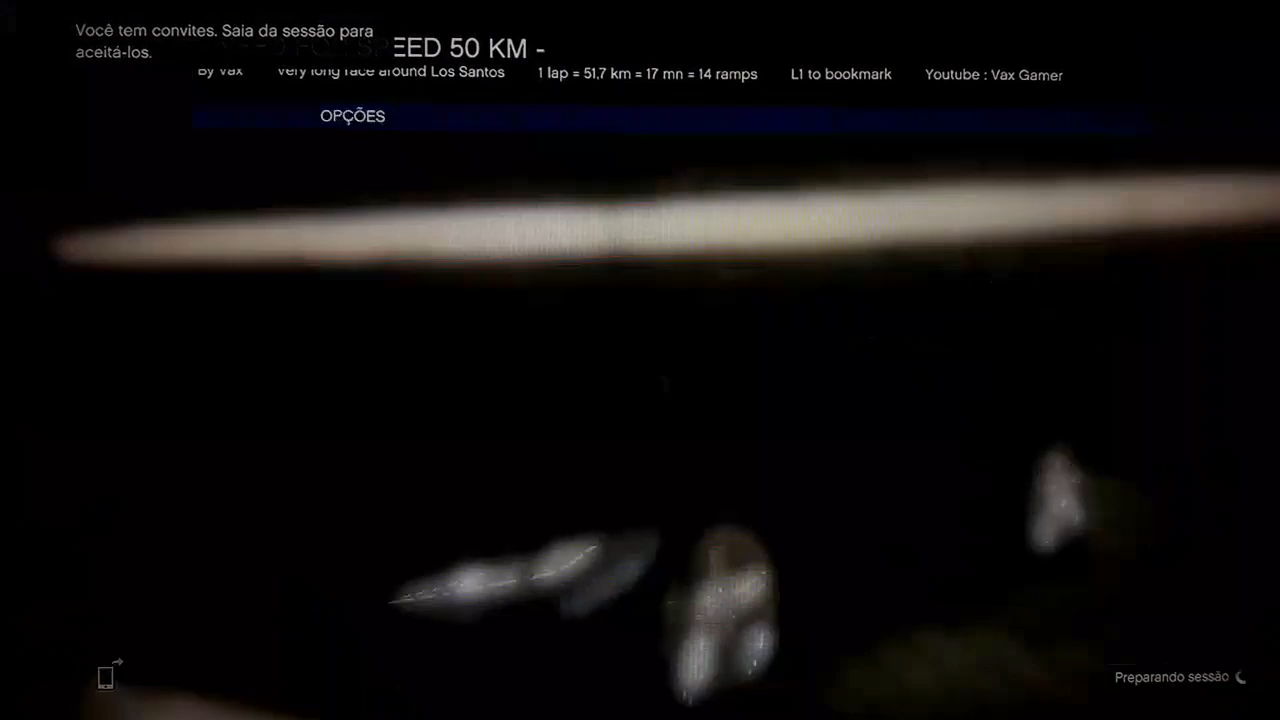 Você tem convites. Saia da sessão para
aceitá-los.
EED 50 KM -
By Vax Very long race around Los Santos 1 lap = 51,7 km = 17 mn = 14 ramps L1 to bookmark Youtube : Vax Gamer
OPÇÕES
Preparando sessão